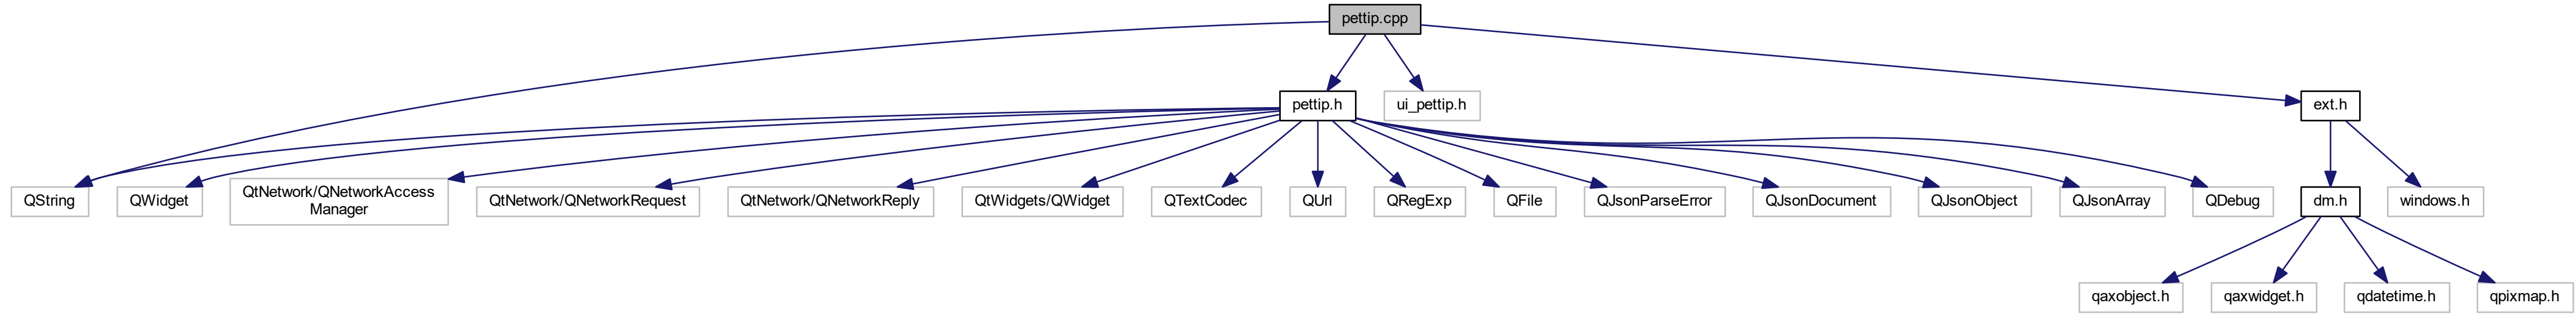 pettip.cpp
pettip.h
ui_pettip.h
ext.h
QString
QWidget
QtNetwork/QNetworkAccess
Manager
QtNetwork/QNetworkRequest
QtNetwork/QNetworkReply
QtWidgets/QWidget
QTextCodec
QUrl
QRegExp
QFile
QJsonParseError
QJsonDocument
QJsonObject
QJsonArray
QDebug
dm.h
windows.h
qaxobject.h
qaxwidget.h
qdatetime.h
qpixmap.h